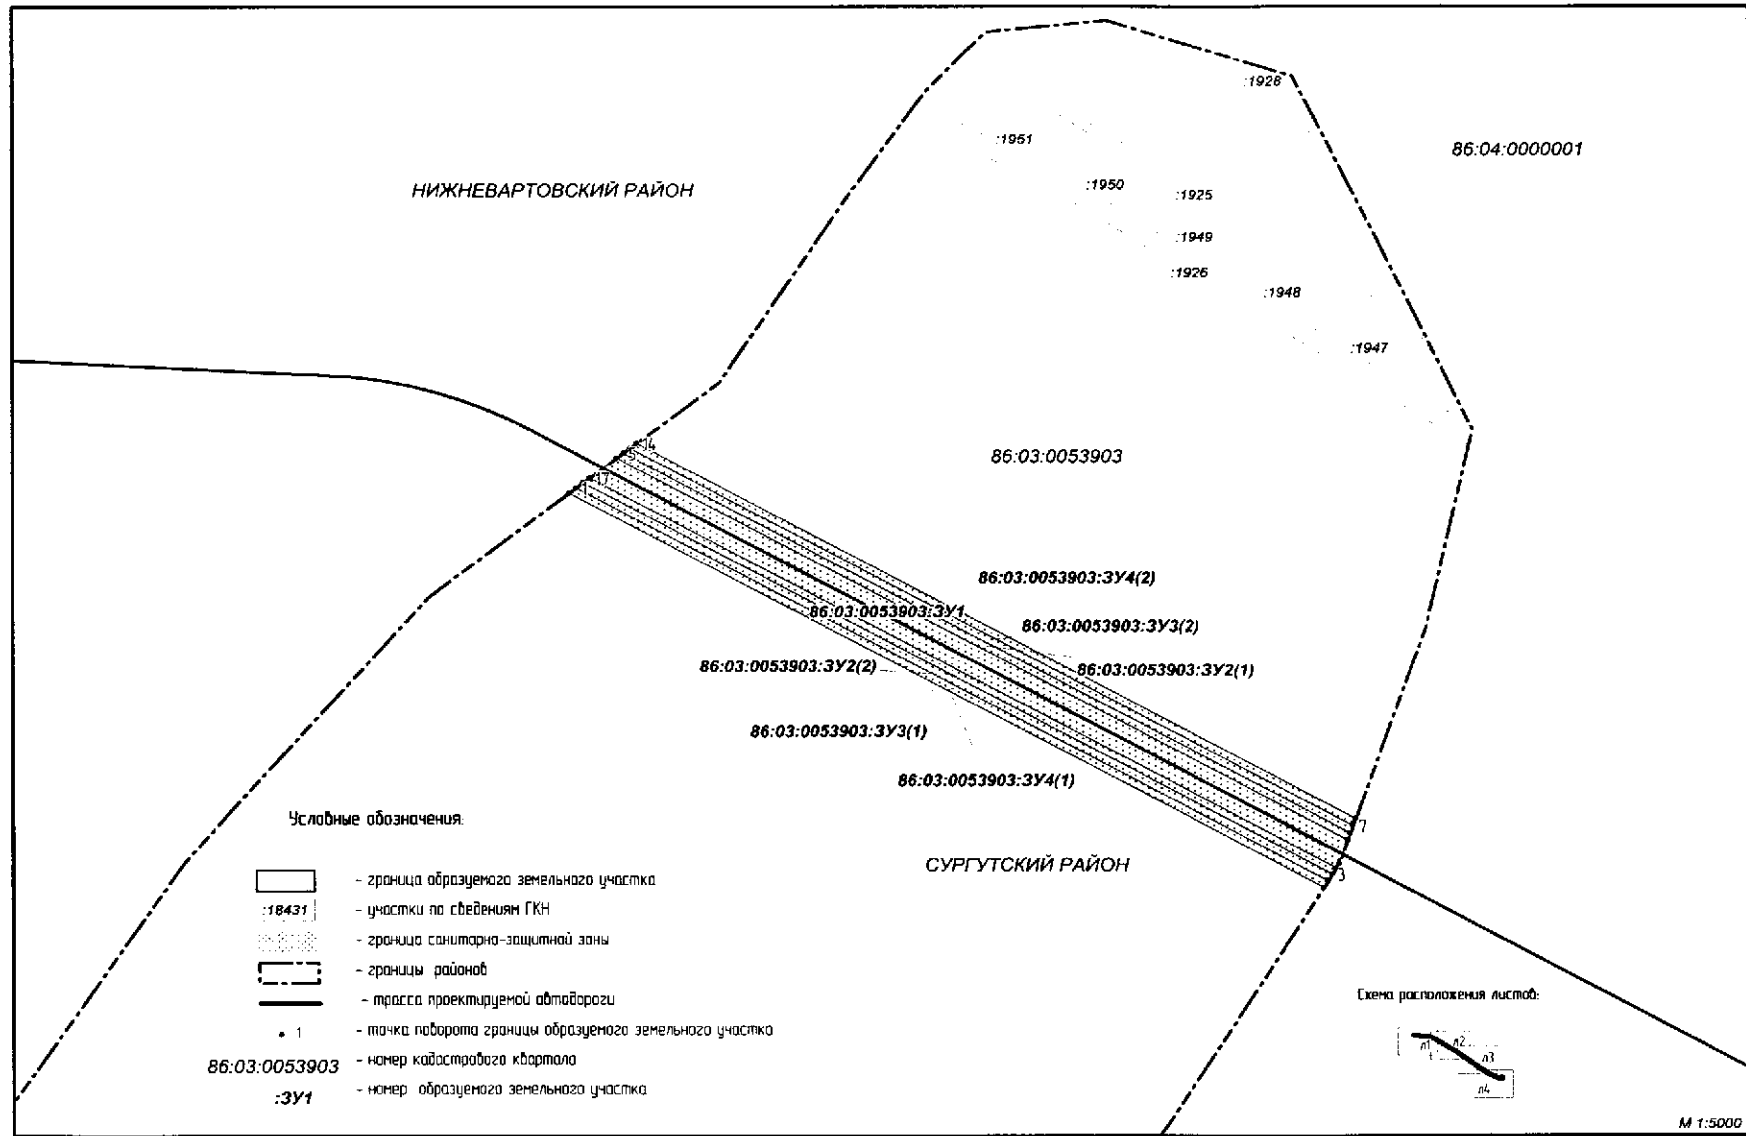 :1928
:1951
86:04:0000001
НИЖНЕВАРТОВСКИЙ РАЙОН
:1950
:1925
:1949
:1926
:1948
:1947
14
17
1
86:03:0053903
86:03:0053903:ЗУ4(2)
86:03:0053903:ЗУ1
86:03:0053903:ЗУ3(2)
86:03:0053903:ЗУ2(2)
86:03:0053903:ЗУ2(1)
86:03:0053903:ЗУ3(1)
86:03:0053903:ЗУ4(1)
7
3
СУРГУТСКИЙ РАЙОН
Условные обозначения:
- граница образуемого земельного участка
:18431 - участки по сведениям ГКН
- граница санитарно-защитной зоны
- границы районов
- трасса проектируемой автодороги
• 1 - точка поворота границы образуемого земельного участка
86:03:0053903 - номер кадастрового квартала
:ЗУ1 - номер образуемого земельного участка
Схема расположения листов:
л1
л2
л3
л4
М 1:5000